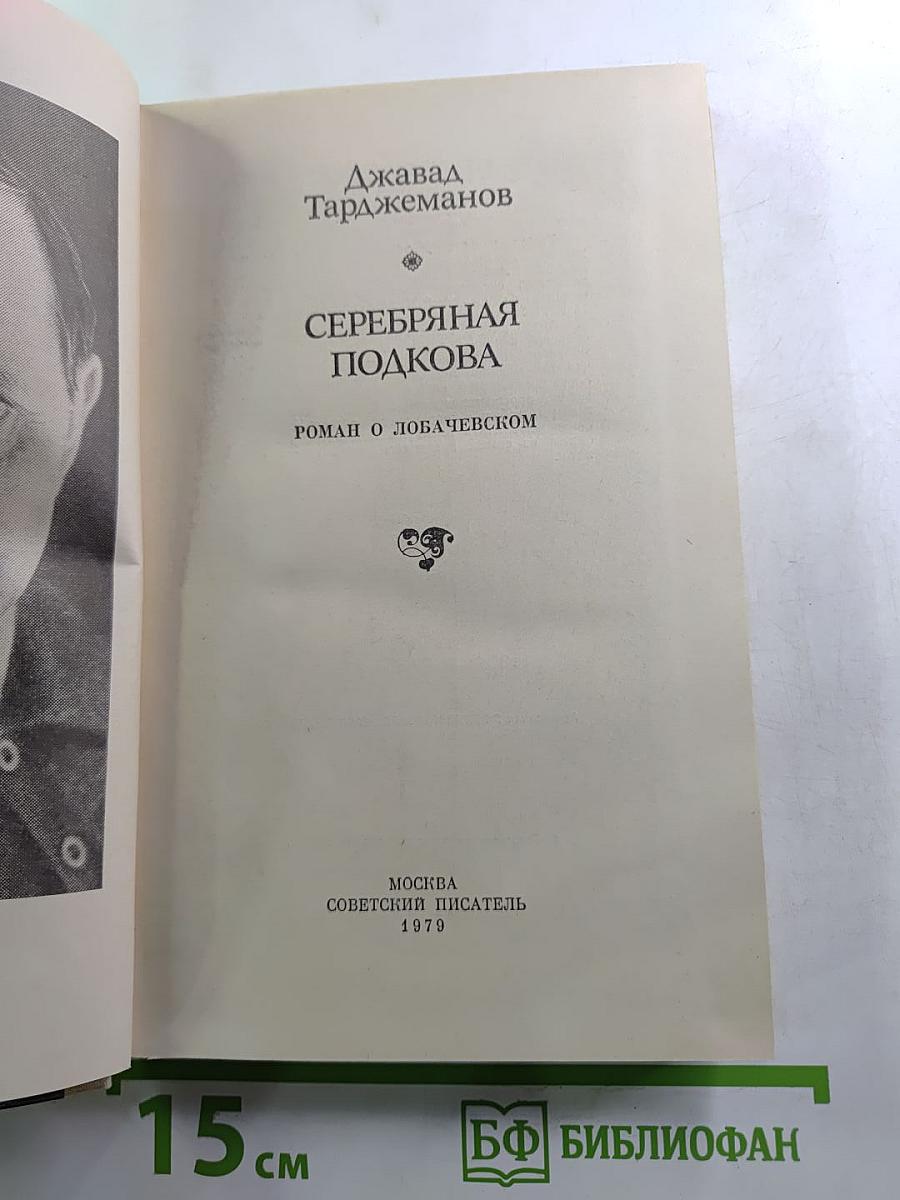 Джавад
Тарджеманов
СЕРЕБРЯНАЯ
ПОДКОВА
РОМАН О ЛОБАЧЕВСКОМ
МОСКВА
СОВЕТСКИЙ ПИСАТЕЛЬ
1979
15 см
БФ БИБЛИОФАН